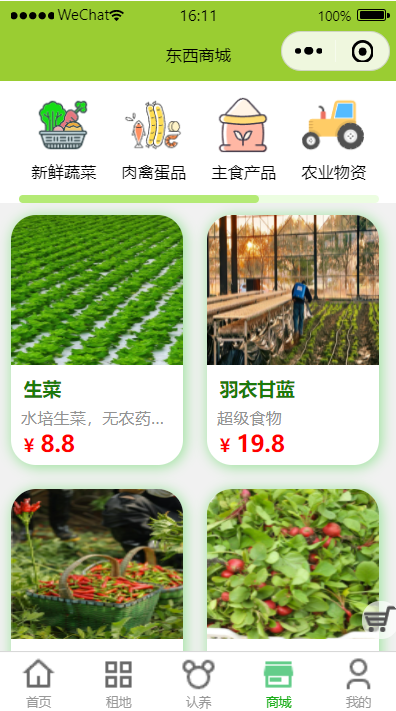 WeChat 16:11 100%
东西商城
新鲜蔬菜 肉禽蛋品 主食产品 农业物资
生菜 羽衣甘蓝
水培生菜，无农药... 超级食物
¥ 8.8 ¥ 19.8
首页 租地 认养 商城 我的